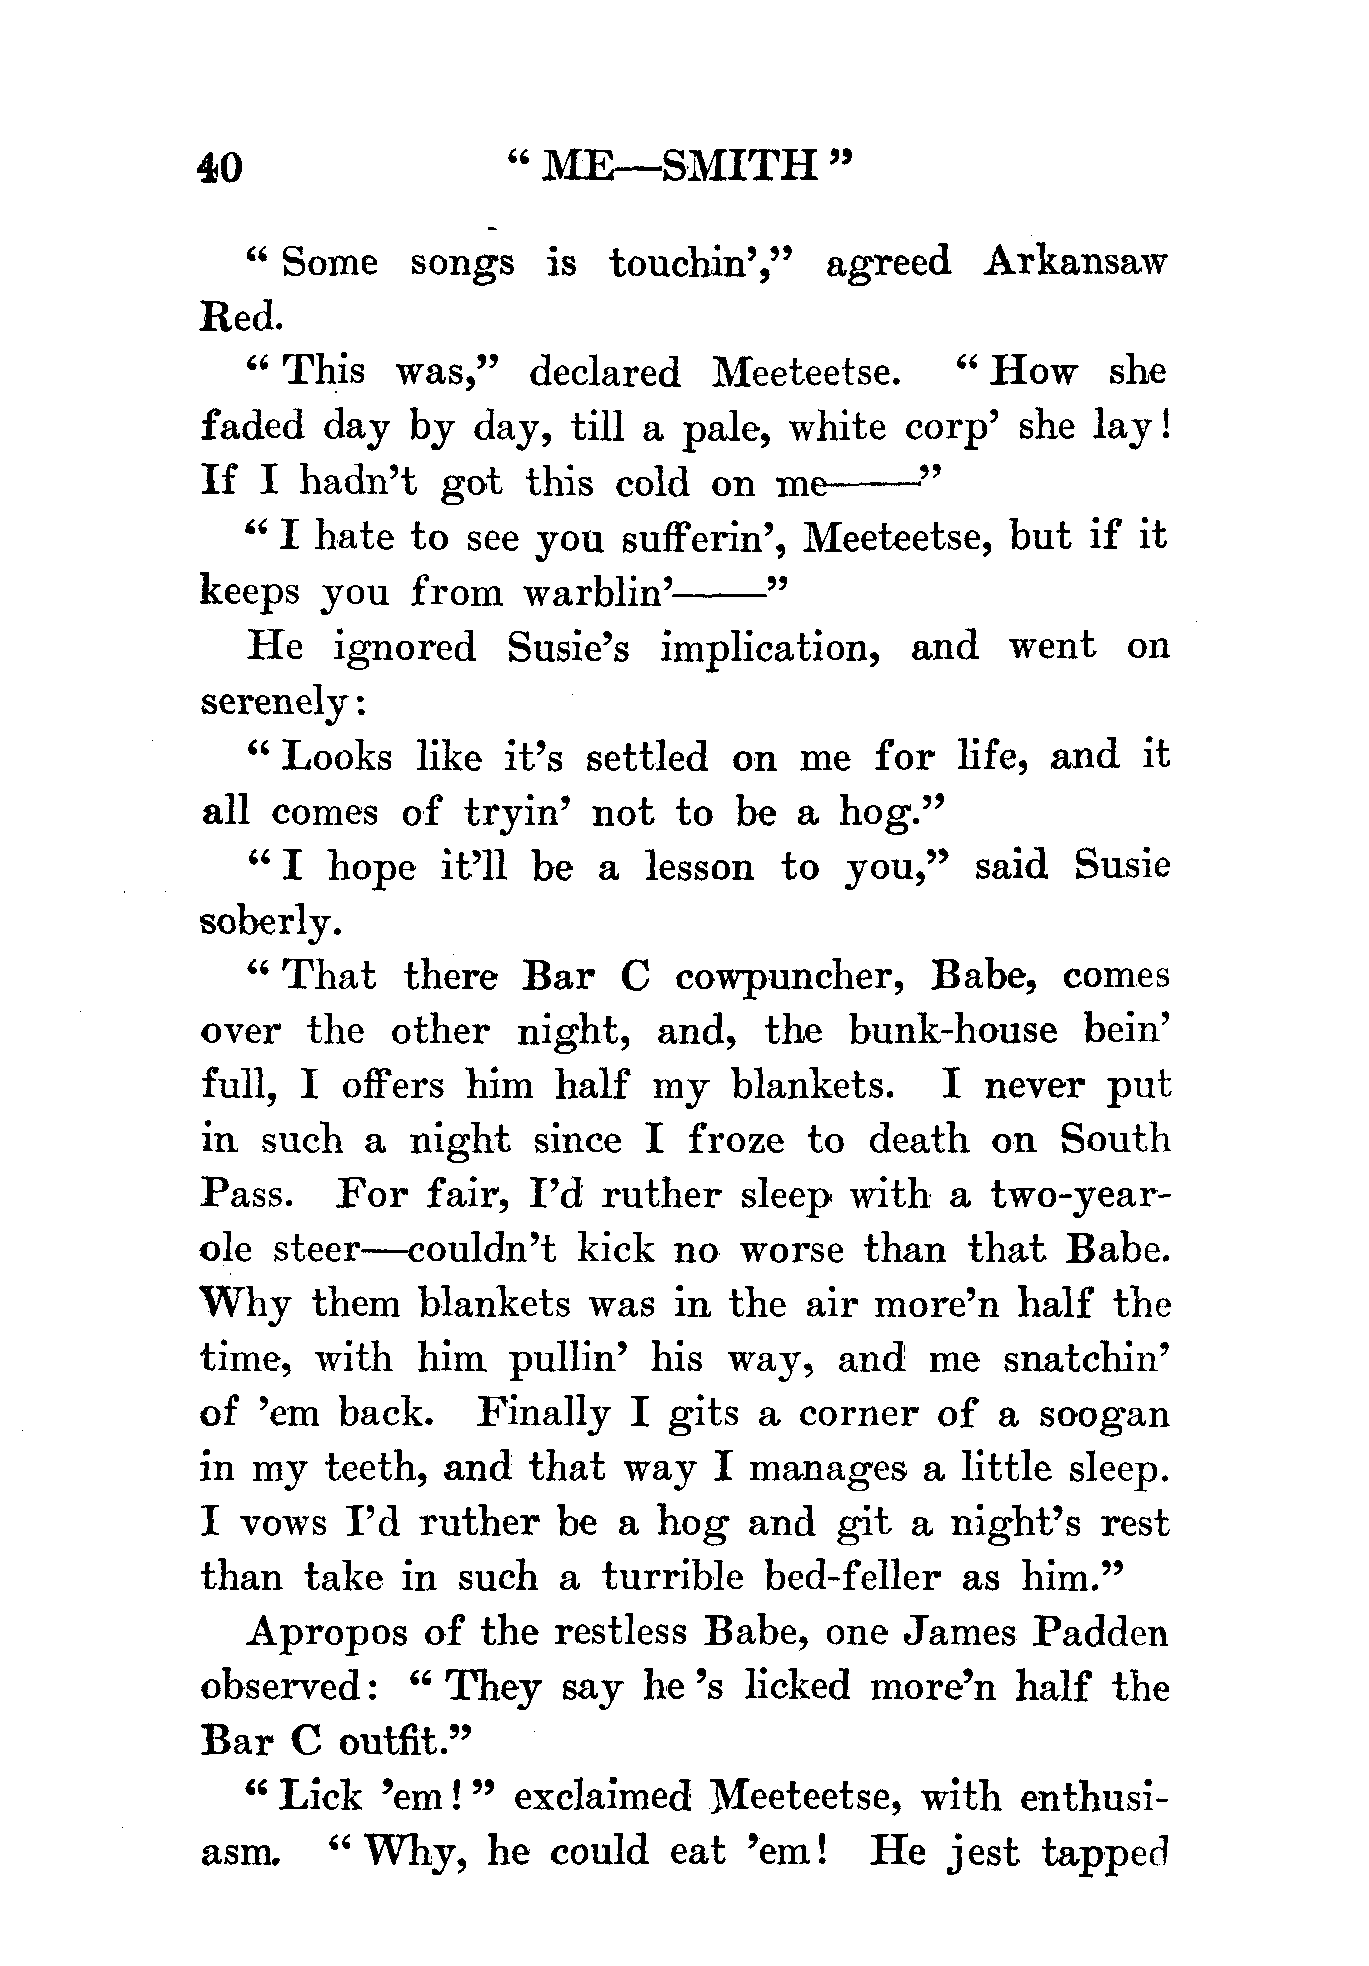 40 “ ME—SMITH ”
“ Some songs is touchin’,” agreed Arkansaw
Red.
“ This was,” declared Meeteetse. “ How she
faded day by day, till a pale, white corp’ she lay!
If I hadn’t got this cold on me——”
“ I hate to see you sufferin’, Meeteetse, but if it
keeps you from warblin’——”
He ignored Susie’s implication, and went on
serenely:
“ Looks like it’s settled on me for life, and it
all comes of tryin’ not to be a hog.”
“ I hope it’ll be a lesson to you,” said Susie
soberly.
“ That there Bar C cowpuncher, Babe, comes
over the other night, and, the bunk-house bein’
full, I offers him half my blankets. I never put
in such a night since I froze to death on South
Pass. For fair, I’d ruther sleep with a two-year-
ole steer—couldn’t kick no worse than that Babe.
Why them blankets was in the air more’n half the
time, with him pullin’ his way, and me snatchin’
of ’em back. Finally I gits a corner of a soogan
in my teeth, and that way I manages a little sleep.
I vows I’d ruther be a hog and git a night’s rest
than take in such a turrible bed-feller as him.”
Apropos of the restless Babe, one James Padden
observed: “ They say he ’s licked more’n half the
Bar C outfit.”
“ Lick ’em! ” exclaimed Meeteetse, with enthusi-
asm. “ Why, he could eat ’em! He jest tapped